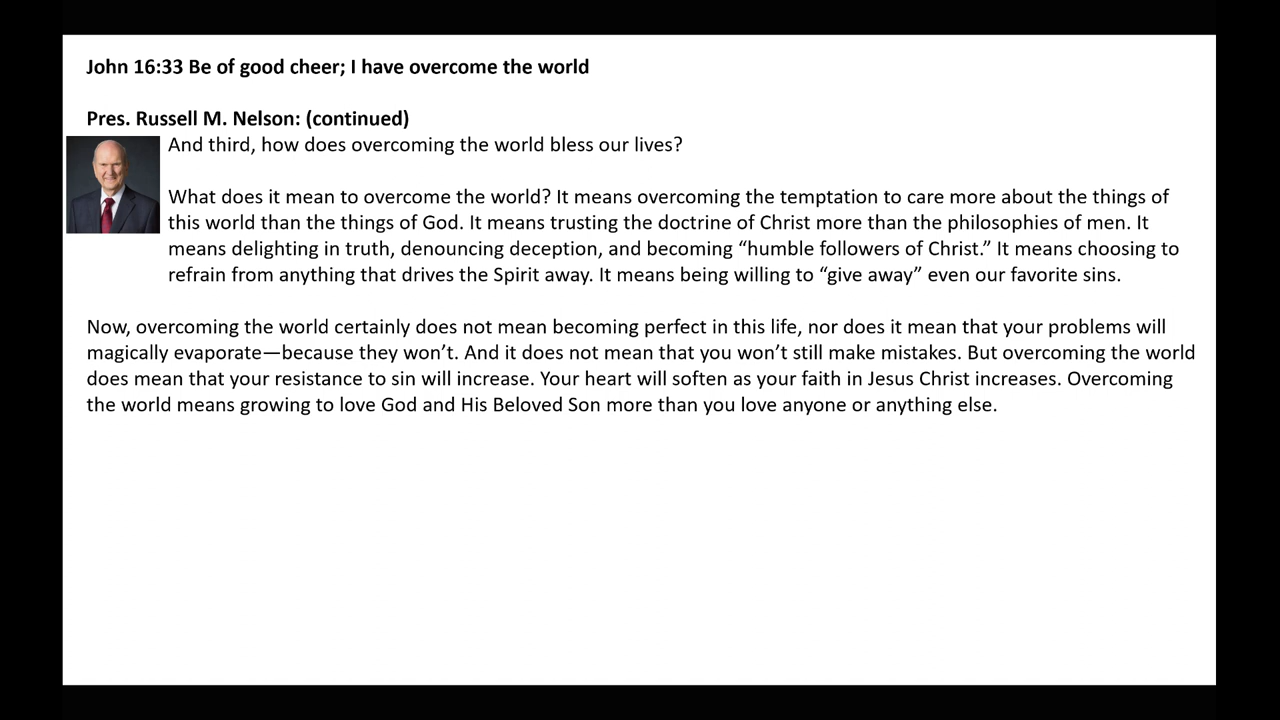 John 16:33 Be of good cheer; I have overcome the world
Pres. Russell M. Nelson: (continued)
And third, how does overcoming the world bless our lives?
What does it mean to overcome the world? It means overcoming the temptation to care more about the things of
this world than the things of God. It means trusting the doctrine of Christ more than the philosophies of men. It
means delighting in truth, denouncing deception, and becoming “humble followers of Christ.” It means choosing to
refrain from anything that drives the Spirit away. It means being willing to “give away” even our favorite sins.
Now, overcoming the world certainly does not mean becoming perfect in this life, nor does it mean that your problems will
magically evaporate—because they won’t. And it does not mean that you won’t still make mistakes. But overcoming the world
does mean that your resistance to sin will increase. Your heart will soften as your faith in Jesus Christ increases. Overcoming
the world means growing to love God and His Beloved Son more than you love anyone or anything else.